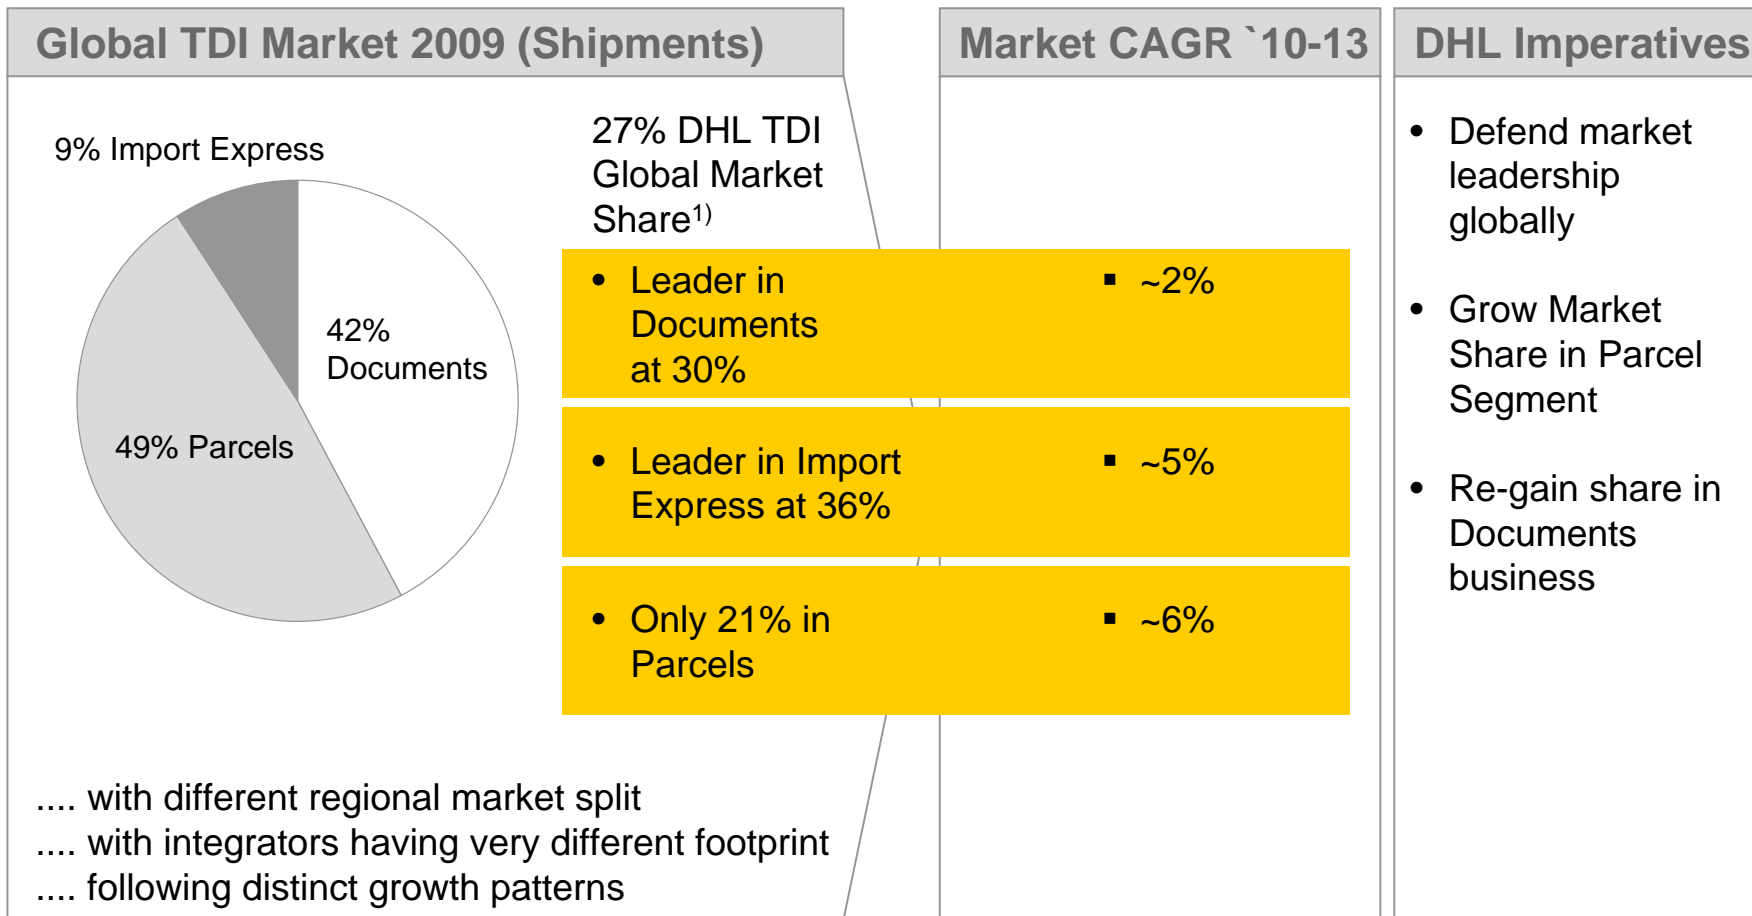 Global TDI Market 2009 (Shipments)
9% Import Express
42%
Documents
49% Parcels
27% DHL TDI
Global Market
Share1)
• Leader in
Documents
at 30%
• Leader in Import
Express at 36%
• Only 21% in
Parcels
.... with different regional market split
.... with integrators having very different footprint
.... following distinct growth patterns
Market CAGR `10-13
▪ ~2%
▪ ~5%
▪ ~6%
DHL Imperatives
• Defend market
leadership
globally
• Grow Market
Share in Parcel
Segment
• Re-gain share in
Documents
business